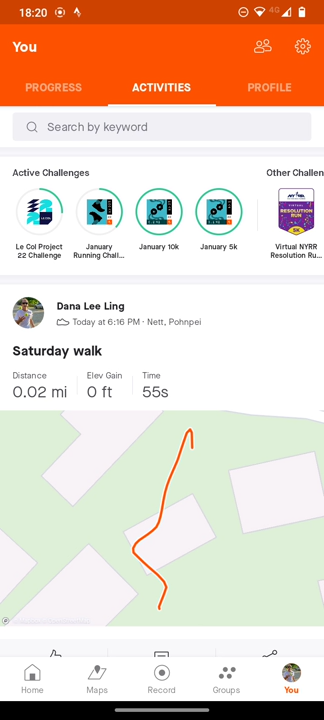 18:20
4G
You
PROGRESS
ACTIVITIES
PROFILE
Search by keyword
Active Challenges
Other Challen
Le Col Project
22 Challenge
January
Running Chall...
January 10k
January 5k
Virtual NYRR
Resolution Ru...
RESOLUTION
RUN
5K
Dana Lee Ling
Today at 6:16 PM · Nett, Pohnpei
Saturday walk
Distance
0.02 mi
Elev Gain
0 ft
Time
55s
Home
Maps
Record
Groups
You